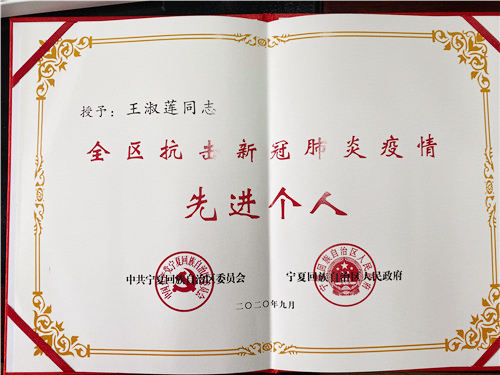 授予：王淑莲同志
全区抗击新冠肺炎疫情
先进个人
中共宁夏回族自治区委员会 宁夏回族自治区人民政府
二〇二〇年九月